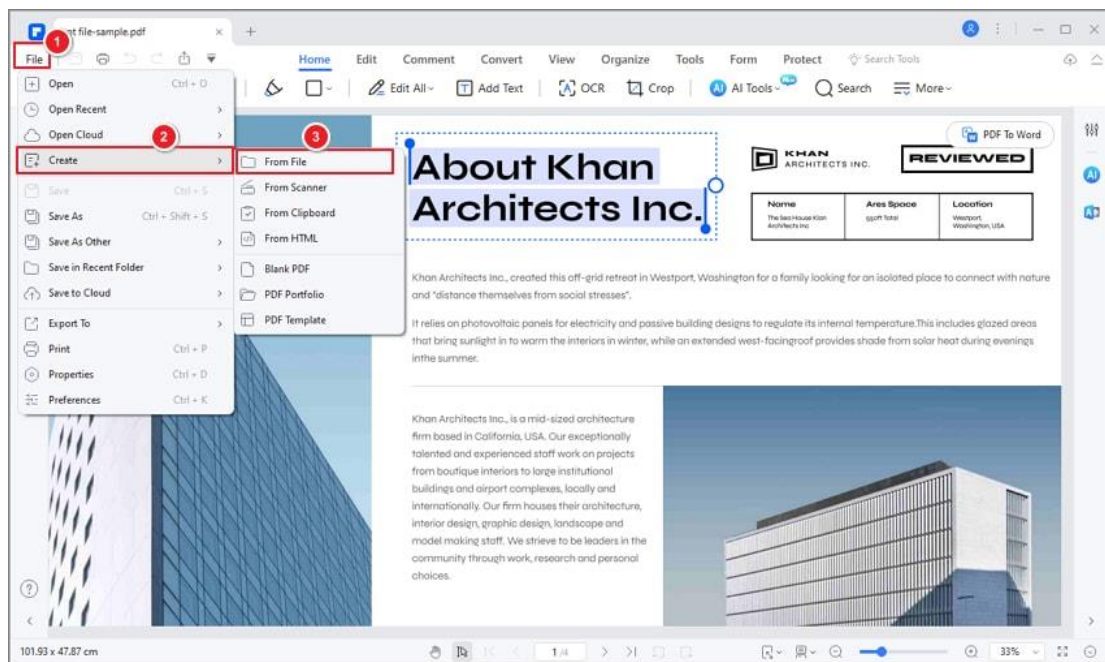 nt file-sample.pdf
1
File
Home Edit Comment Convert View Organize Tools Form Protect Search Tools
Edit All Add Text OCR Crop AI AI Tools Search More
Open Ctrl + O
Open Recent
Open Cloud
2
Create
Save Ctrl + S
Save As Ctrl + Shift + S
Save As Other
Save in Recent Folder
Save to Cloud
Export To
Print Ctrl + P
Properties Ctrl + D
Preferences Ctrl + K
3
From File
From Scanner
From Clipboard
From HTML
Blank PDF
PDF Portfolio
PDF Template
PDF To Word
About Khan
Architects Inc.
KHAN
ARCHITECTS INC.
REVIEWED
Name Ares Space Location
The Sea House Klan
Architects Inc
550ft Total
Westport,
Washington, USA
Khan Architects Inc., created this off-grid retreat in Westport, Washington for a family looking for an isolated place to connect with nature
and "distance themselves from social stresses".
It relies on photovoltaic panels for electricity and passive building designs to regulate its internal temperature.This includes glazed areas
that bring sunlight in to warm the interiors in winter, while an extended west-facingroof provides shade from solar heat during evenings
inthe summer.
Khan Architects Inc., is a mid-sized architecture
firm based in California, USA. Our exceptionally
talented and experienced staff work on projects
from boutique interiors to large institutional
buildings and airport complexes, locally and
internationally. Our firm houses their architecture,
interior design, graphic design, landscape and
model making staff. We strieve to be leaders in the
community through work, research and personal
choices.
AI
101.93 x 47.87 cm
1 /4
33%